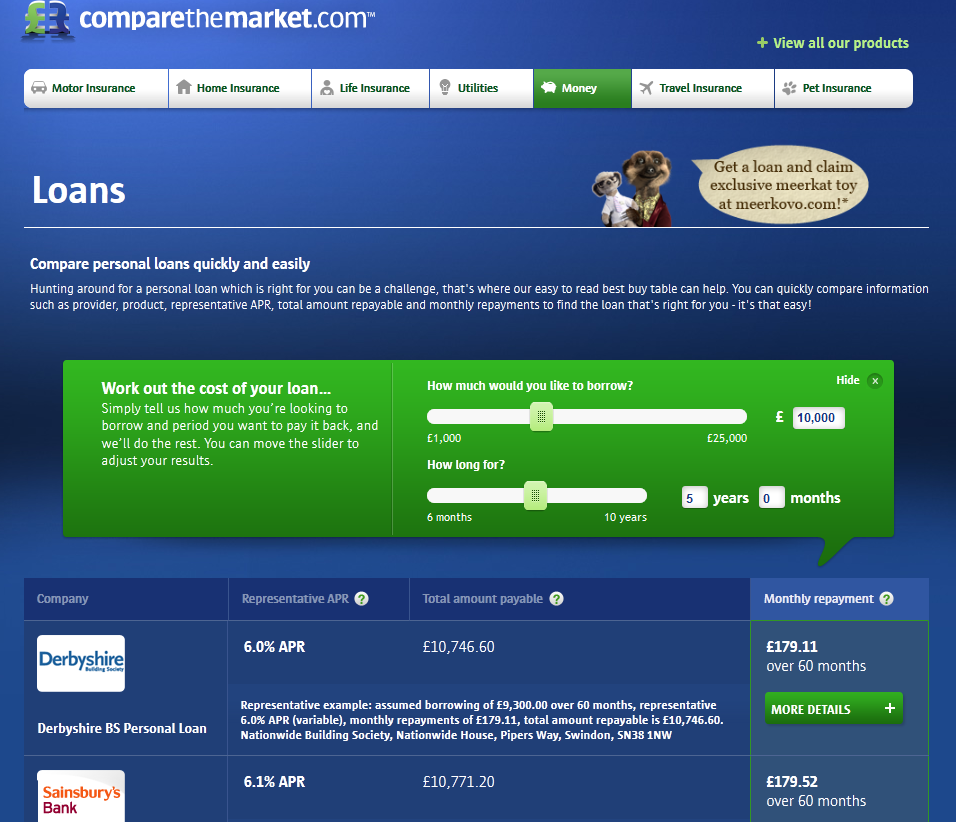 comparethemarket.com™
+ View all our products
Motor Insurance
Home Insurance
Life Insurance
Utilities
Money
Travel Insurance
Pet Insurance
Loans
Get a loan and claim
exclusive meerkat toy
at meerkovo.com!*
Compare personal loans quickly and easily
Hunting around for a personal loan which is right for you can be a challenge, that's where our easy to read best buy table can help. You can quickly compare information
such as provider, product, representative APR, total amount repayable and monthly repayments to find the loan that's right for you - it's that easy!
Work out the cost of your loan...
Simply tell us how much you're looking to
borrow and period you want to pay it back, and
we'll do the rest. You can move the slider to
adjust your results.
How much would you like to borrow?
Hide x
£ 10,000
£1,000 £25,000
How long for?
5 years 0 months
6 months 10 years
Company
Representative APR ?
Total amount payable ?
Monthly repayment ?
Derbyshire
Building Society
Derbyshire BS Personal Loan
6.0% APR
£10,746.60
£179.11
over 60 months
Representative example: assumed borrowing of £9,300.00 over 60 months, representative
6.0% APR (variable), monthly repayments of £179.11, total amount repayable is £10,746.60.
Nationwide Building Society, Nationwide House, Pipers Way, Swindon, SN38 1NW
MORE DETAILS +
Sainsbury's
Bank
6.1% APR
£10,771.20
£179.52
over 60 months